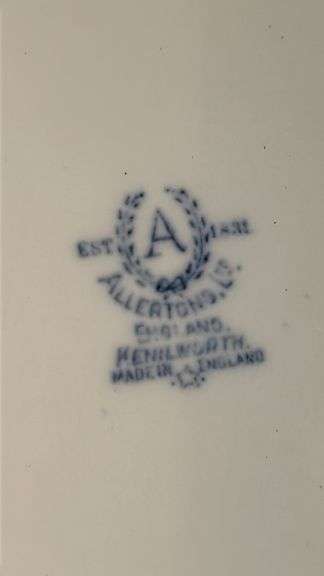 A
EST 1831
ALLERTONS, LTD.
ENGLAND.
KENILWORTH.
MADE IN ENGLAND